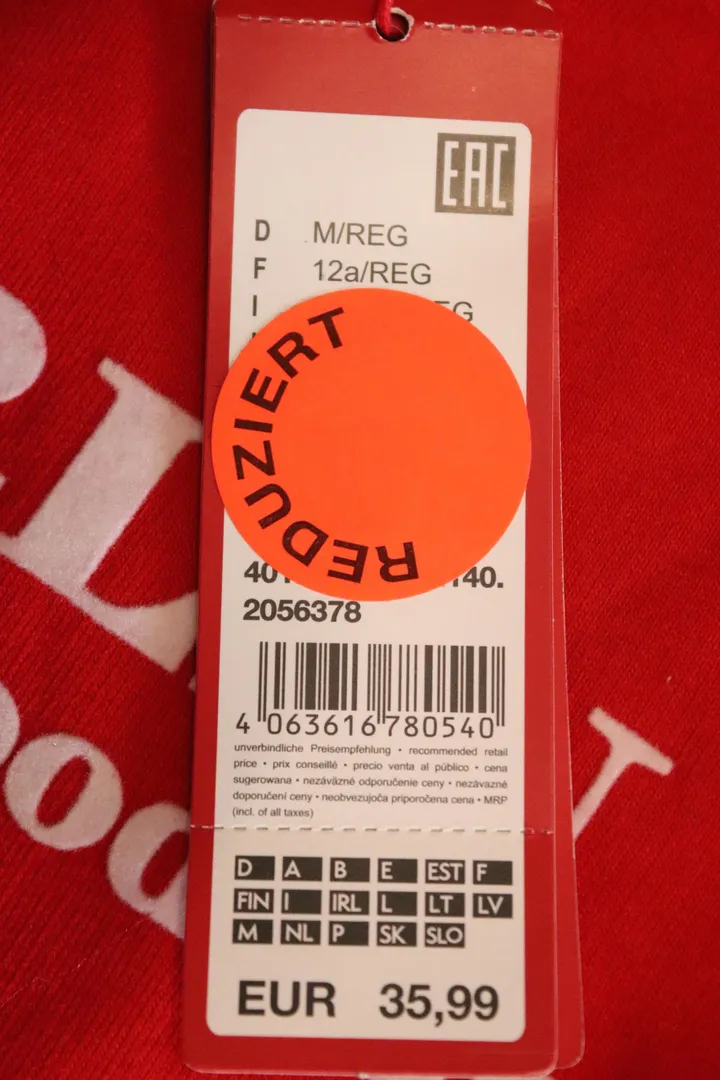 EAC
D M/REG
F 12a/REG
I
REDUZIERT
140.
2056378
4 063616 780540
unverbindliche Preisempfehlung • recommended retail
price • prix conseillé • precio venta al público • cena
sugerowana • nezáväzné odporučenie ceny • nezávazné
doporučení ceny • neobvezujoča priporočena cena • MRP
(incl. of all taxes)
D A B E EST F
FIN I IRL L LT LV
M NL P SK SLO
EUR 35,99